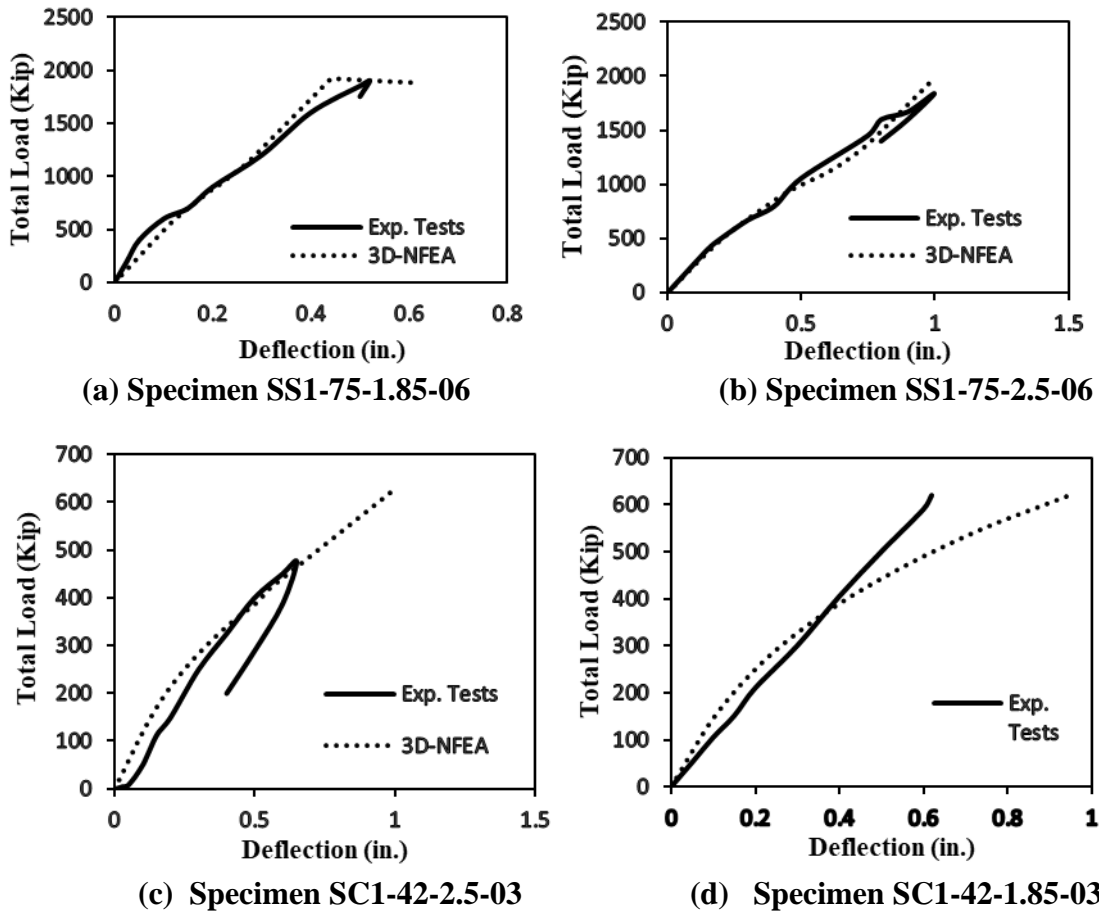 2500
2000
1500
1000
500
0
Total Load (Kip)
Exp. Tests
3D-NFEA
0 0.2 0.4 0.6 0.8
Deflection (in.)
(a) Specimen SS1-75-1.85-06
2500
2000
1500
1000
500
0
Total Load (Kip)
Exp. Tests
3D-NFEA
0 0.5 1 1.5
Deflection (in.)
(b) Specimen SS1-75-2.5-06
700
600
500
400
300
200
100
0
Total Load (Kip)
Exp. Tests
3D-NFEA
0 0.5 1 1.5
Deflection (in.)
(c) Specimen SC1-42-2.5-03
700
600
500
400
300
200
100
0
Total Load (Kip)
Exp.
Tests
0 0.2 0.4 0.6 0.8 1
Deflection (in.)
(d) Specimen SC1-42-1.85-03